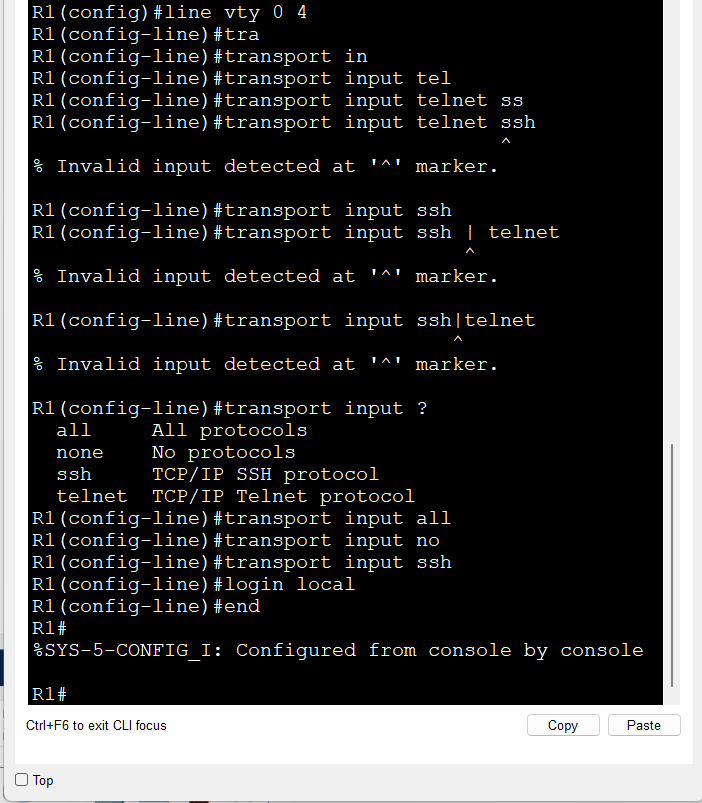 R1(config)#line vty 0 4
R1(config-line)#tra
R1(config-line)#transport in
R1(config-line)#transport input tel
R1(config-line)#transport input telnet ss
R1(config-line)#transport input telnet ssh
^
% Invalid input detected at '^' marker.
R1(config-line)#transport input ssh
R1(config-line)#transport input ssh | telnet
^
% Invalid input detected at '^' marker.
R1(config-line)#transport input ssh|telnet
^
% Invalid input detected at '^' marker.
R1(config-line)#transport input ?
all All protocols
none No protocols
ssh TCP/IP SSH protocol
telnet TCP/IP Telnet protocol
R1(config-line)#transport input all
R1(config-line)#transport input no
R1(config-line)#transport input ssh
R1(config-line)#login local
R1(config-line)#end
R1#
%SYS-5-CONFIG_I: Configured from console by console
R1#
Ctrl+F6 to exit CLI focus Copy Paste
Top